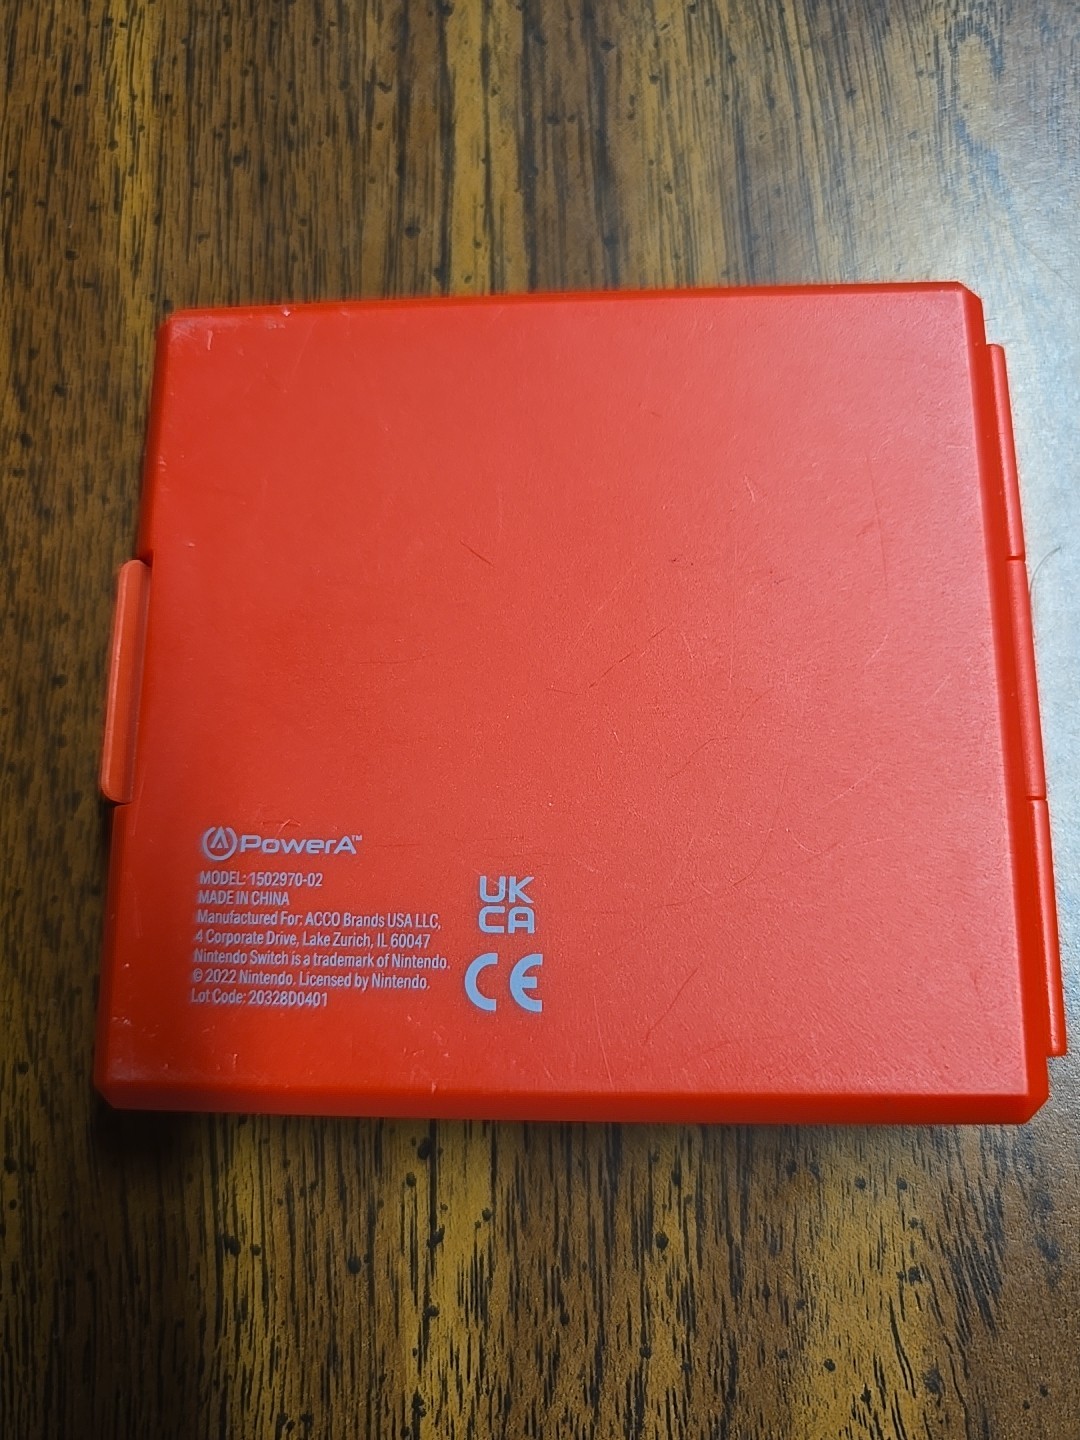 PowerA™
MODEL: 1502970-02
MADE IN CHINA
Manufactured For: ACCO Brands USA LLC,
4 Corporate Drive, Lake Zurich, IL 60047
Nintendo Switch is a trademark of Nintendo.
© 2022 Nintendo. Licensed by Nintendo.
Lot Code: 20328D0401
UK
CA
CE